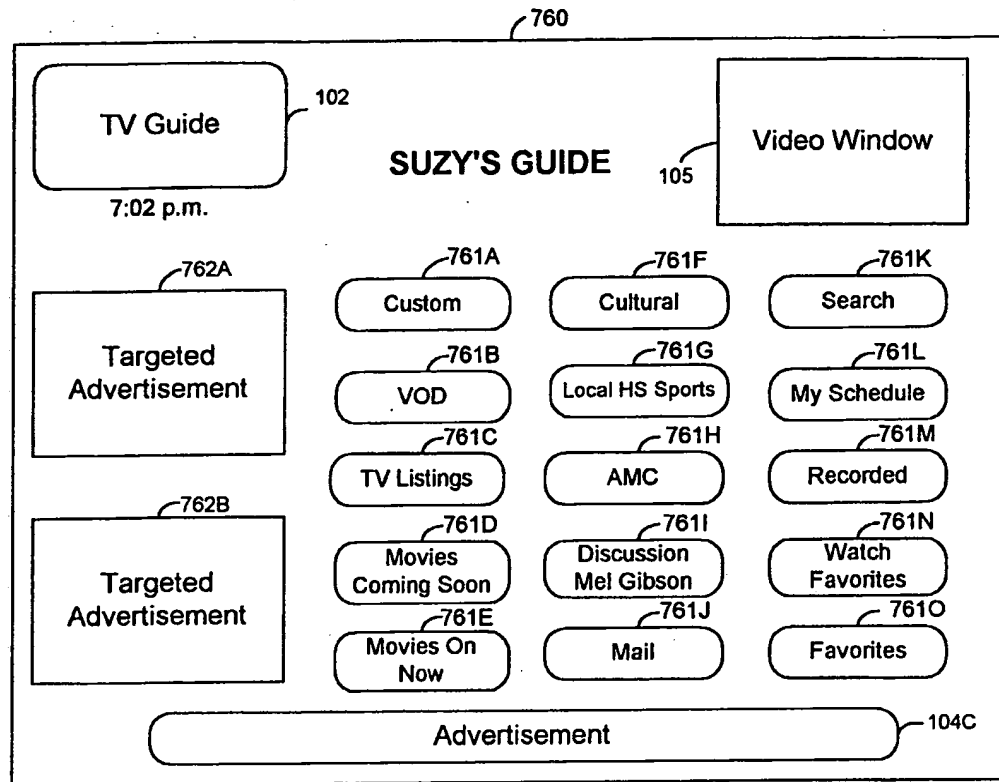 760
TV Guide
102
SUZY'S GUIDE
105
Video Window
7:02 p.m.
762A
Targeted
Advertisement
762B
Targeted
Advertisement
761A
Custom
761B
VOD
761C
TV Listings
761D
Movies
Coming Soon
761E
Movies On
Now
761F
Cultural
761G
Local HS Sports
761H
AMC
761I
Discussion
Mel Gibson
761J
Mail
761K
Search
761L
My Schedule
761M
Recorded
761N
Watch
Favorites
761O
Favorites
Advertisement
104C